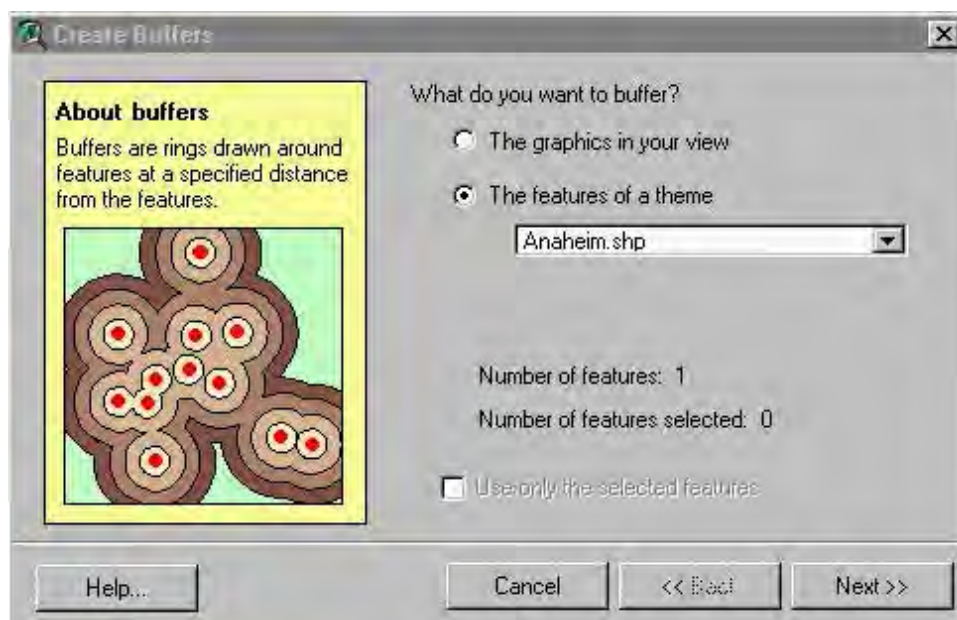 Create Buffers
About buffers
Buffers are rings drawn around
features at a specified distance
from the features.
What do you want to buffer?
The graphics in your view
The features of a theme
Anaheim.shp
Number of features: 1
Number of features selected: 0
Use only the selected features
Help...
Cancel
<< Back
Next >>